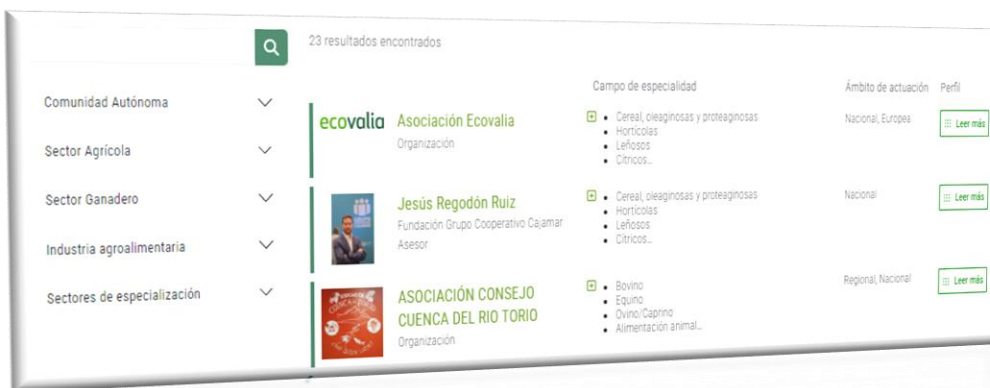 23 resultados encontrados
Comunidad Autónoma
Sector Agrícola
Sector Ganadero
Industria agroalimentaria
Sectores de especialización
Campo de especialidad
Ámbito de actuación
Perfil
ecovalia
Asociación Ecovalia
Organización
Cereal, oleaginosas y proteaginosas
Hortícolas
Leñosos
Cítricos...
Nacional, Europea
Leer más
Jesús Regodón Ruiz
Fundación Grupo Cooperativo Cajamar
Asesor
Cereal, oleaginosas y proteaginosas
Hortícolas
Leñosos
Cítricos...
Nacional
Leer más
ASOCIACIÓN CONSEJO
CUENCA DEL RIO TORIO
Organización
Bovino
Equino
Ovino/Caprino
Alimentación animal...
Regional, Nacional
Leer más